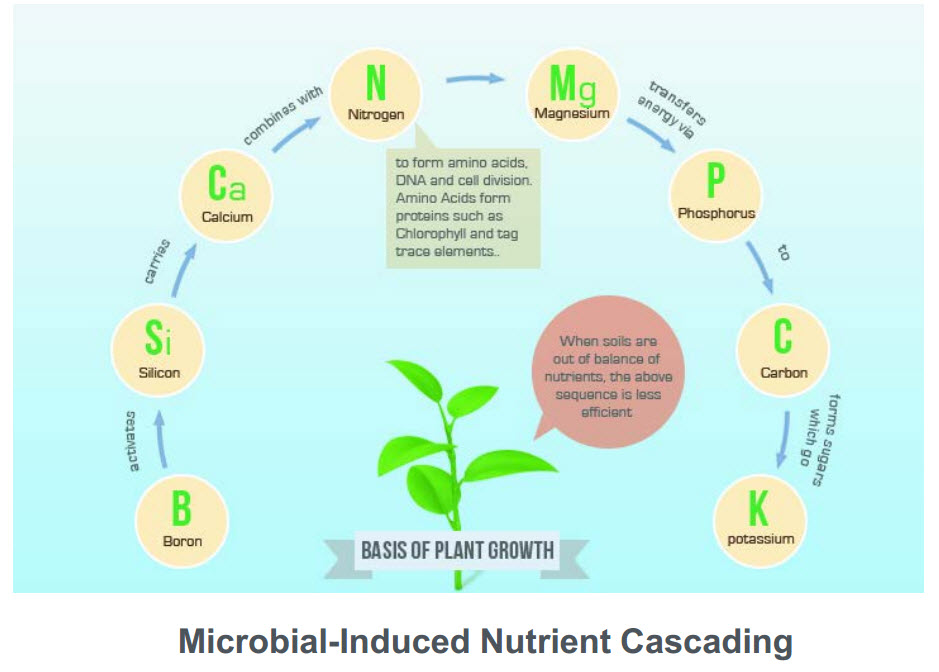 B
Boron
activates
Si
Silicon
carries
Ca
Calcium
combines with
N
Nitrogen
to form amino acids,
DNA and cell division.
Amino Acids form
proteins such as
Chlorophyll and tag
trace elements..
Mg
Magnesium
transfers
energy via
P
Phosphorus
to
C
Carbon
forms sugars
which go
K
potassium
When soils are
out of balance of
nutrients, the above
sequence is less
efficient
BASIS OF PLANT GROWTH
Microbial-Induced Nutrient Cascading